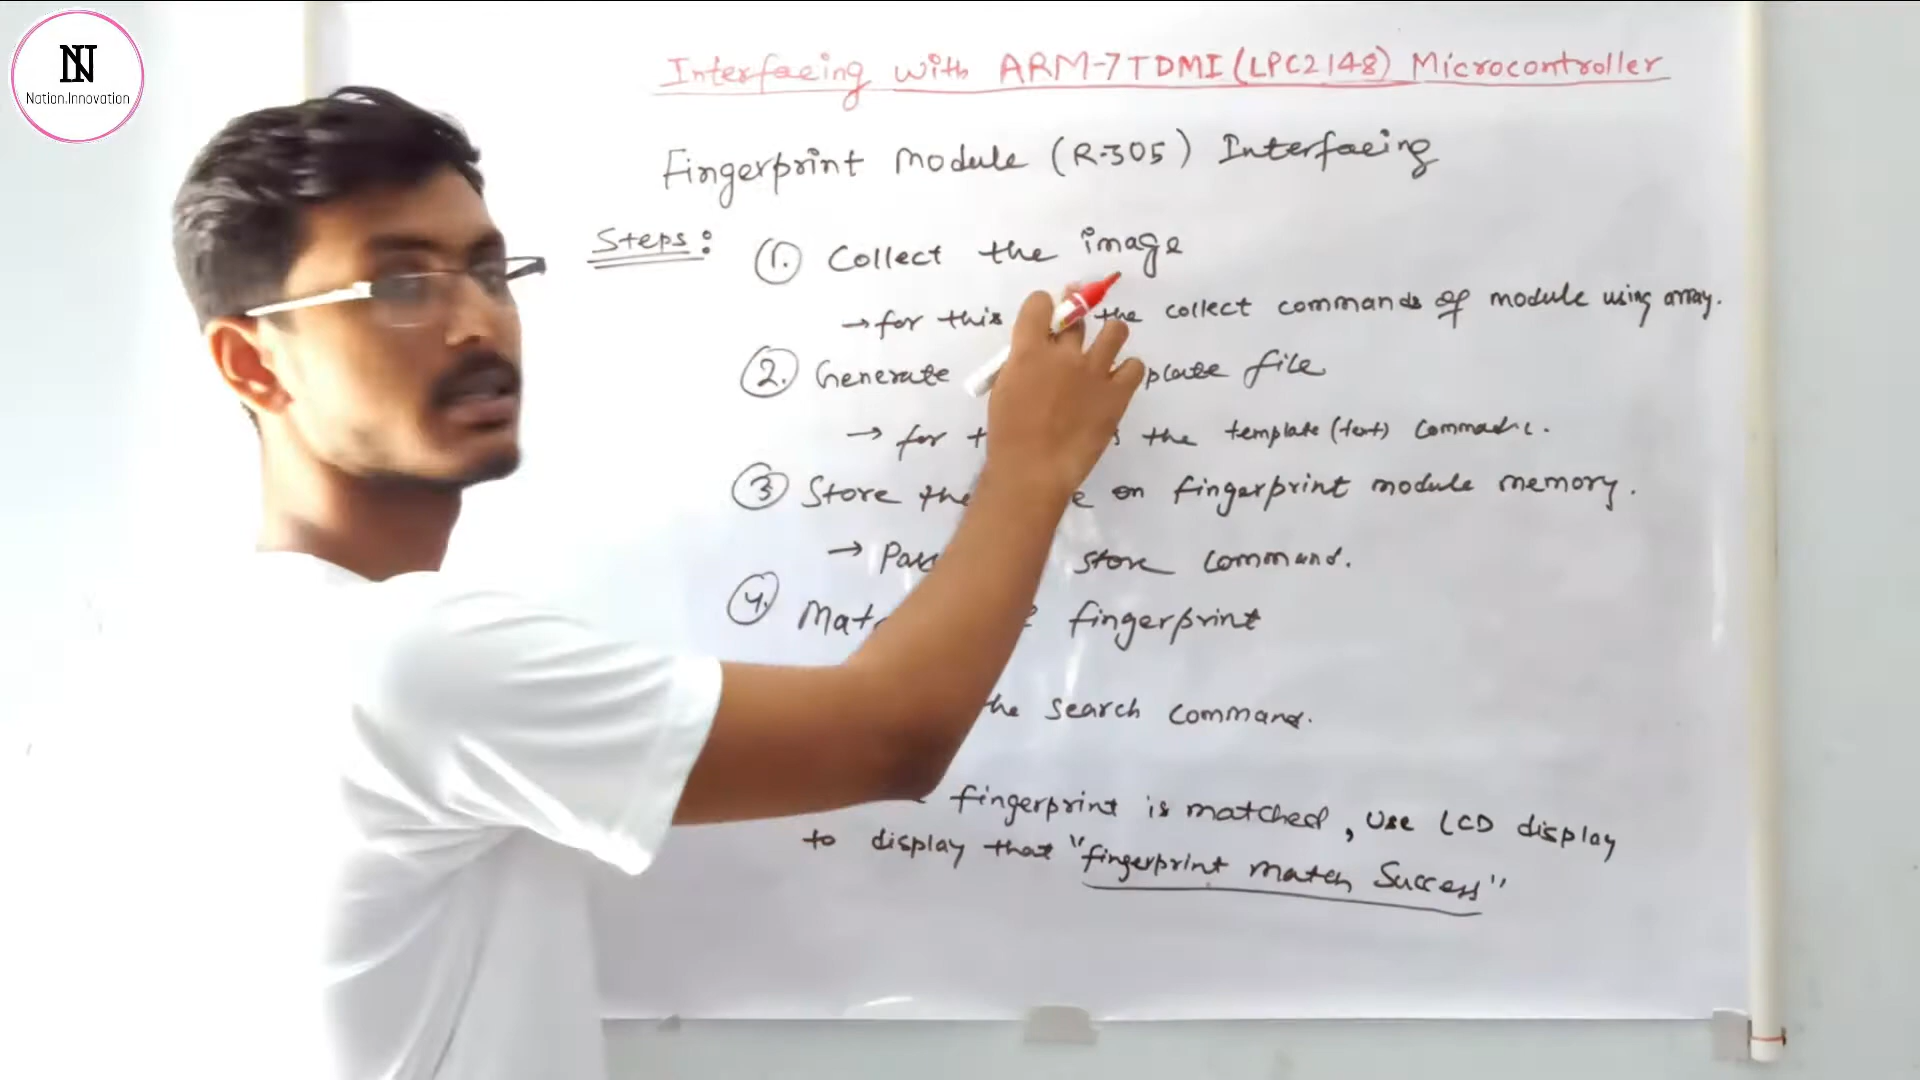 NI
Nation.Innovation
Interfacing with ARM-7TDMI(LPC2148) Microcontroller
Fingerprint Module (R-305) Interfacing
Steps:
1. Collect the image
→ for this the collect commands of module using array.
2. Generate file
→ for the template (text)
3 Store the on fingerprint module memory.
→ store command.
4. fingerprint
the search command.
fingerprint is matched, use LCD display
to display that "fingerprint match Success"